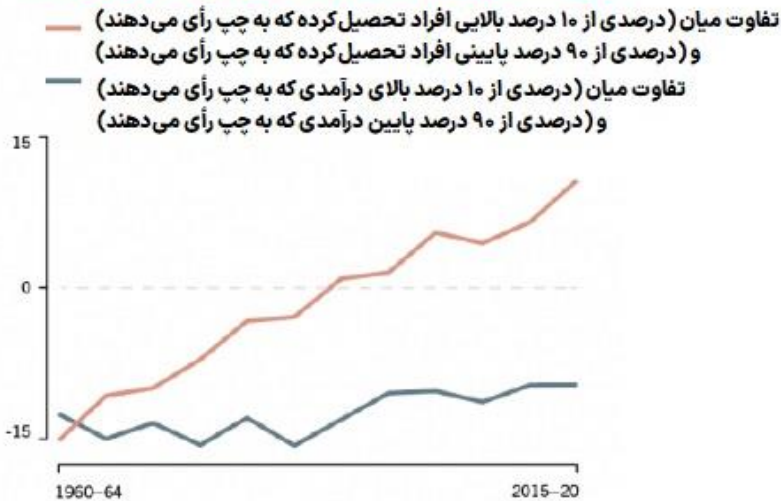 تفاوت میان (درصدی از ۱۰ درصد بالایی افراد تحصیل‌کرده که به چپ رأی می‌دهند)
و (درصدی از ۹۰ درصد پایینی افراد تحصیل‌کرده که به چپ رأی می‌دهند)
تفاوت میان (درصدی از ۱۰ درصد بالای درآمدی که به چپ رأی می‌دهند)
و (درصدی از ۹۰ درصد پایین درآمدی که به چپ رأی می‌دهند)
15
0
-15
1960–64
2015–20